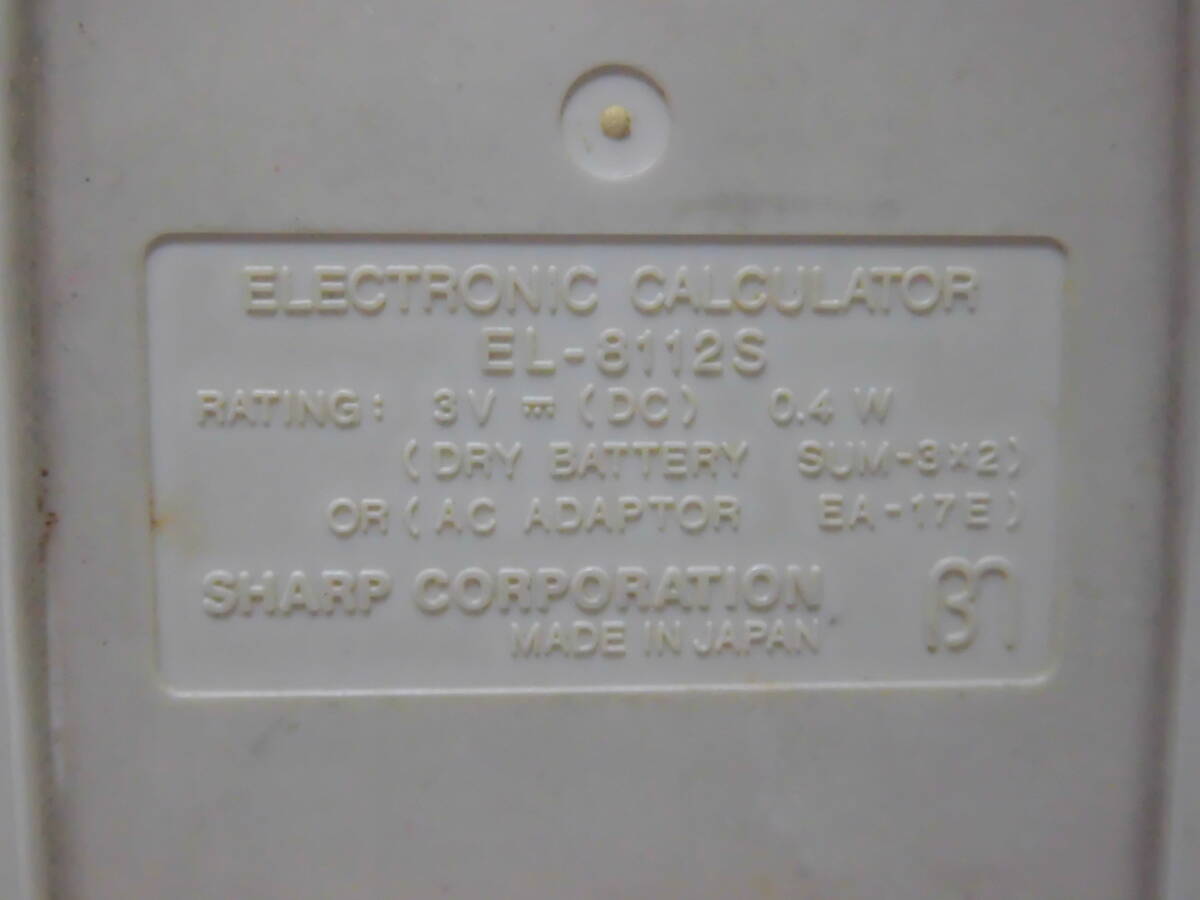 ELECTRONIC CALCULATOR
EL-8112S
RATING: 3V ⎓ (DC) 0.4 W
(DRY BATTERY SUM-3×2)
OR (AC ADAPTOR EA-17E)
SHARP CORPORATION
MADE IN JAPAN